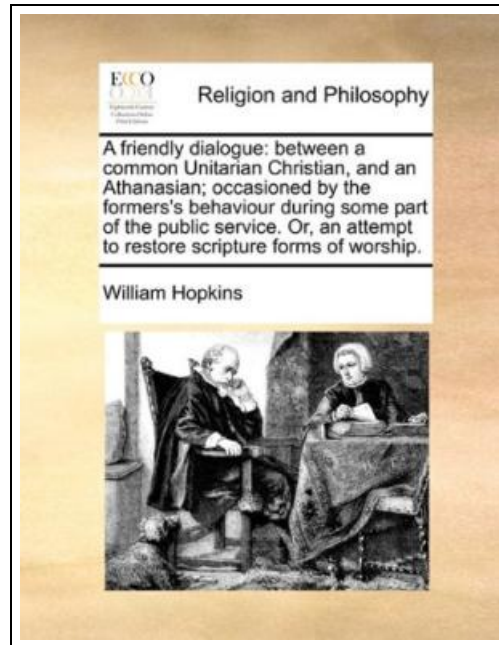 ECCO
Religion and Philosophy
A friendly dialogue: between a
common Unitarian Christian, and an
Athanasian; occasioned by the
formers's behaviour during some part
of the public service. Or, an attempt
to restore scripture forms of worship.
William Hopkins